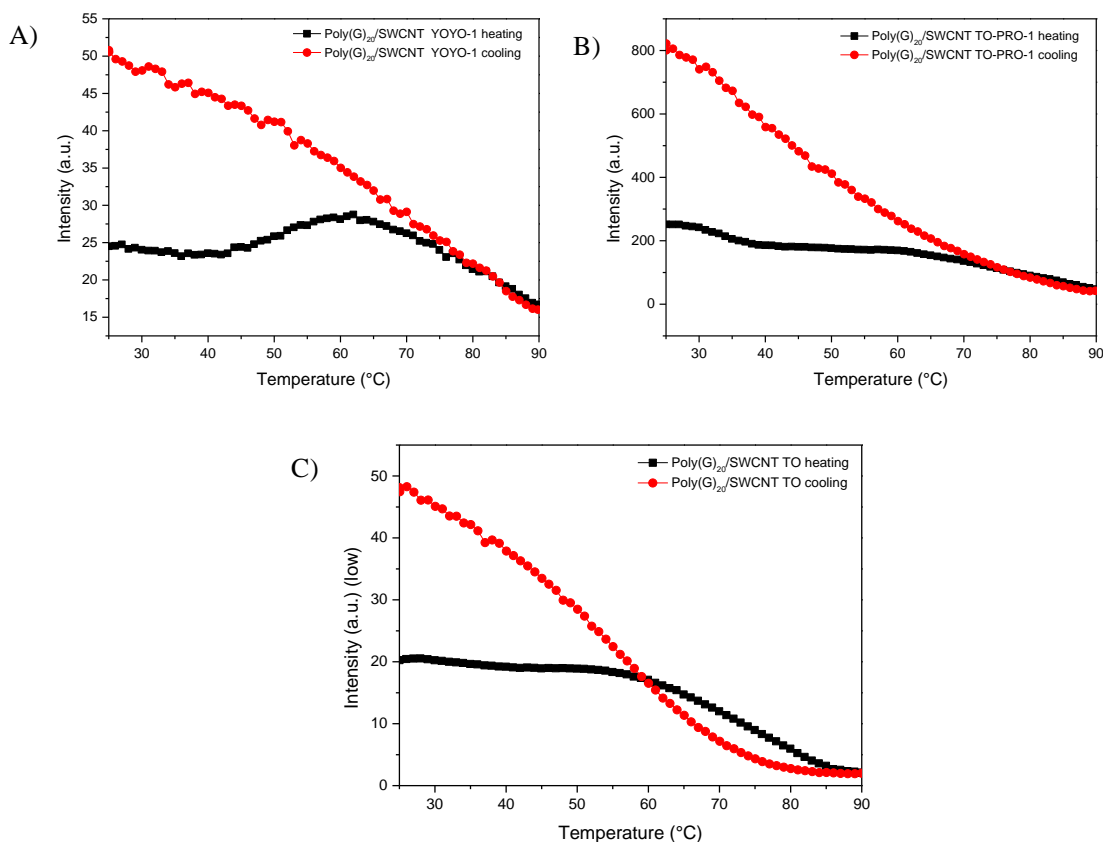 A)
Poly(G)20/SWCNT YOYO-1 heating
Poly(G)20/SWCNT YOYO-1 cooling
Intensity (a.u.)
55
50
45
40
35
30
25
20
15
30 40 50 60 70 80 90
Temperature (°C)
B)
Poly(G)20/SWCNT TO-PRO-1 heating
Poly(G)20/SWCNT TO-PRO-1 cooling
Intensity (a.u.)
800
600
400
200
0
30 40 50 60 70 80 90
Temperature (°C)
C)
Poly(G)20/SWCNT TO heating
Poly(G)20/SWCNT TO cooling
Intensity (a.u.) (low)
50
40
30
20
10
0
30 40 50 60 70 80 90
Temperature (°C)